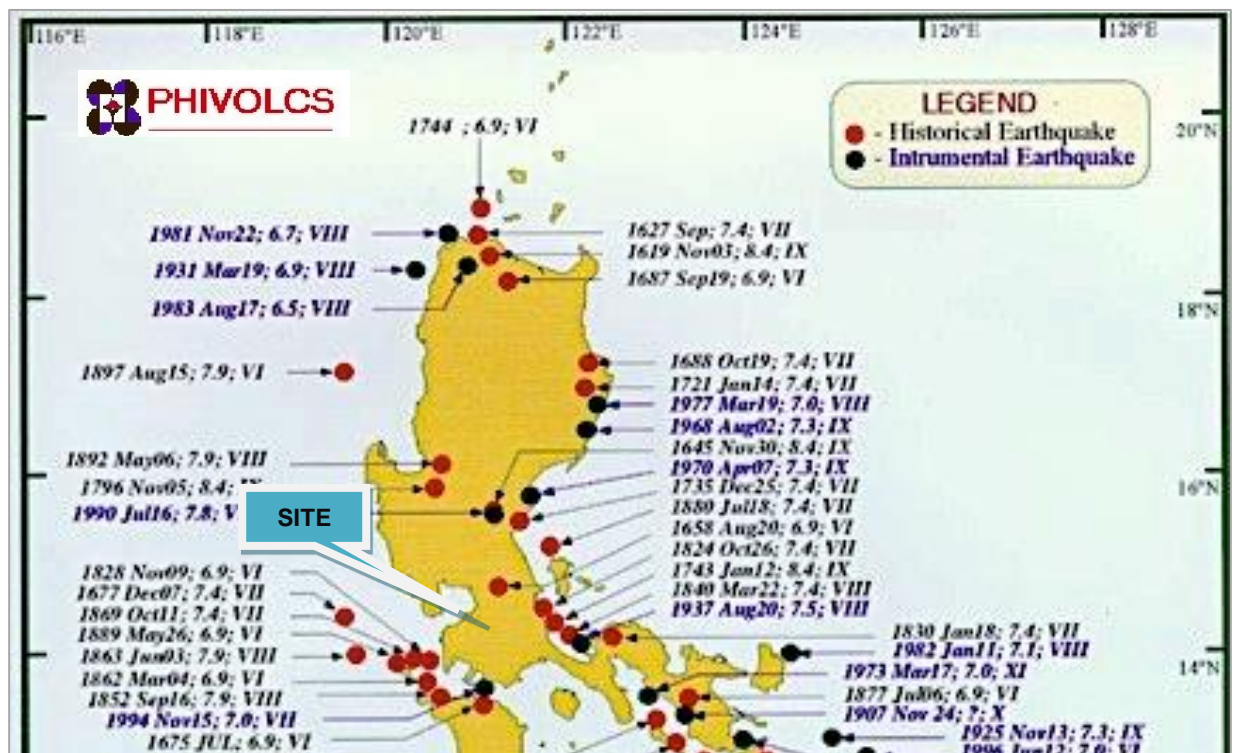 116°E 118°E 120°E 122°E 124°E 126°E 128°E
PHIVOLCS
LEGEND
- Historical Earthquake
- Intrumental Earthquake
20°N
18°N
16°N
14°N
1744 ; 6.9; VI
1981 Nov22; 6.7; VIII
1931 Mar19; 6.9; VIII
1983 Aug17; 6.5; VIII
1627 Sep; 7.4; VII
1619 Nov03; 8.4; IX
1687 Sep19; 6.9; VI
1897 Aug15; 7.9; VI
1688 Oct19; 7.4; VII
1721 Jan14; 7.4; VII
1977 Mar19; 7.0; VIII
1968 Aug02; 7.3; IX
1645 Nov30; 8.4; IX
1970 Apr07; 7.3; IX
1735 Dec25; 7.4; VII
1880 Jul18; 7.4; VII
1658 Aug20; 6.9; VI
1824 Oct26; 7.4; VII
1743 Jan12; 8.4; IX
1840 Mar22; 7.4; VIII
1937 Aug20; 7.5; VIII
1892 May06; 7.9; VIII
1796 Nov05; 8.4;
1990 Jul16; 7.8;
SITE
1828 Nov09; 6.9; VI
1677 Dec07; 7.4; VII
1869 Oct11; 7.4; VII
1889 May26; 6.9; VI
1863 Jun03; 7.9; VIII
1862 Mar04; 6.9; VI
1852 Sep16; 7.9; VIII
1994 Nov15; 7.0; VII
1675 JUL; 6.9; VI
1830 Jan18; 7.4; VII
1982 Jan11; 7.1; VIII
1973 Mar17; 7.0; XI
1877 Jul06; 6.9; VI
1907 Nov 24; ?; X
1925 Nov13; 7.3; IX